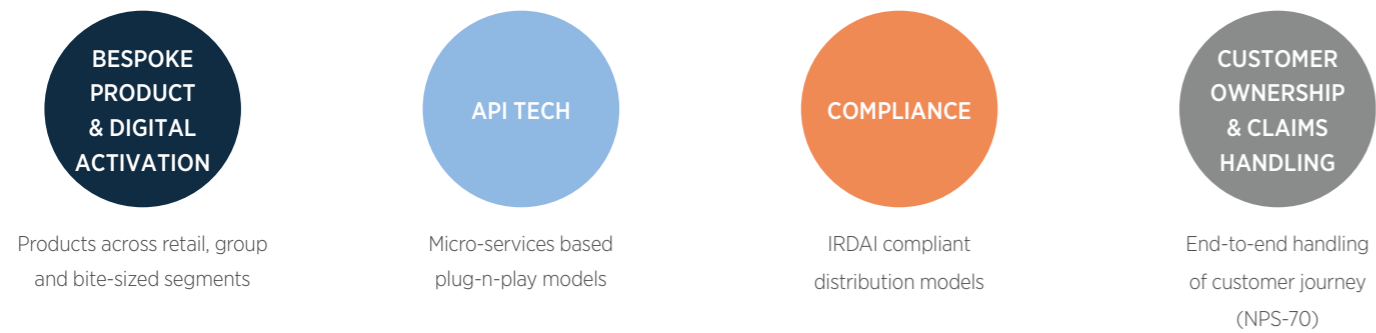 BESPOKE
PRODUCT
& DIGITAL
ACTIVATION
Products across retail, group
and bite-sized segments
API TECH
Micro-services based
plug-n-play models
COMPLIANCE
IRDAI compliant
distribution models
CUSTOMER
OWNERSHIP
& CLAIMS
HANDLING
End-to-end handling
of customer journey
(NPS-70)